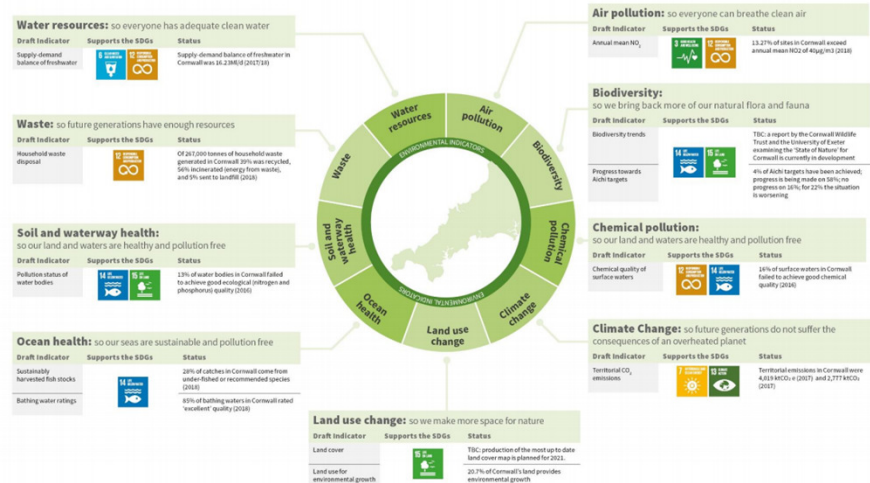 Water resources: so everyone has adequate clean water
Draft Indicator Supports the SDGs Status
Supply-demand
balance of freshwater
6
12
Supply-demand balance of freshwater in
Cornwall was 16.23Ml/d (2017/18)
Waste: so future generations have enough resources
Draft Indicator Supports the SDGs Status
Household waste
disposal
12
Of 267,000 tonnes of household waste
generated in Cornwall 39% was recycled,
56% incinerated (energy from waste),
and 5% sent to landfill (2018)
Soil and waterway health:
so our land and waters are healthy and pollution free
Draft Indicator Supports the SDGs Status
Pollution status of
water bodies
14
15
13% of water bodies in Cornwall failed
to achieve good ecological (nitrogen and
phosphorus) quality (2016)
Ocean health: so our seas are sustainable and pollution free
Draft Indicator Supports the SDGs Status
Sustainably
harvested fish stocks
14
28% of catches in Cornwall come from
under-fished or recommended species
(2018)
Bathing water ratings
85% of bathing waters in Cornwall rated
'excellent' quality (2018)
Water
resources
Air
pollution
Biodiversity
Chemical
pollution
Climate
change
Land use
change
Ocean
health
Soil and
waterway
health
Waste
ENVIRONMENTAL INDICATORS
ENVIRONMENTAL INDICATORS
Land use change: so we make more space for nature
Draft Indicator Supports the SDGs Status
Land cover
15
TBC: production of the most up to date
land cover map is planned for 2021.
Land use for
environmental growth
20.7% of Cornwall's land provides
environmental growth
Air pollution: so everyone can breathe clean air
Draft Indicator Supports the SDGs Status
Annual mean NO2
3
12
13.27% of sites in Cornwall exceed
annual mean NO2 of 40µg/m3 (2018)
Biodiversity:
so we bring back more of our natural flora and fauna
Draft Indicator Supports the SDGs Status
Biodiversity trends
14
15
TBC: a report by the Cornwall Wildlife
Trust and the University of Exeter
examining the 'State of Nature' for
Cornwall is currently in development
Progress towards
Aichi targets
4% of Aichi targets have been achieved;
progress is being made on 58%; no
progress on 16%; for 22% the situation
is worsening
Chemical pollution:
so our land and waters are healthy and pollution free
Draft Indicator Supports the SDGs Status
Chemical quality of
surface waters
12
14
16% of surface waters in Cornwall
failed to achieve good chemical
quality (2016)
Climate Change: so future generations do not suffer the
consequences of an overheated planet
Draft Indicator Supports the SDGs Status
Territorial CO2
emissions
7
13
Territorial emissions in Cornwall were
4,019 ktCO₂ e (2017) and 2,777 ktCO₂
(2017)